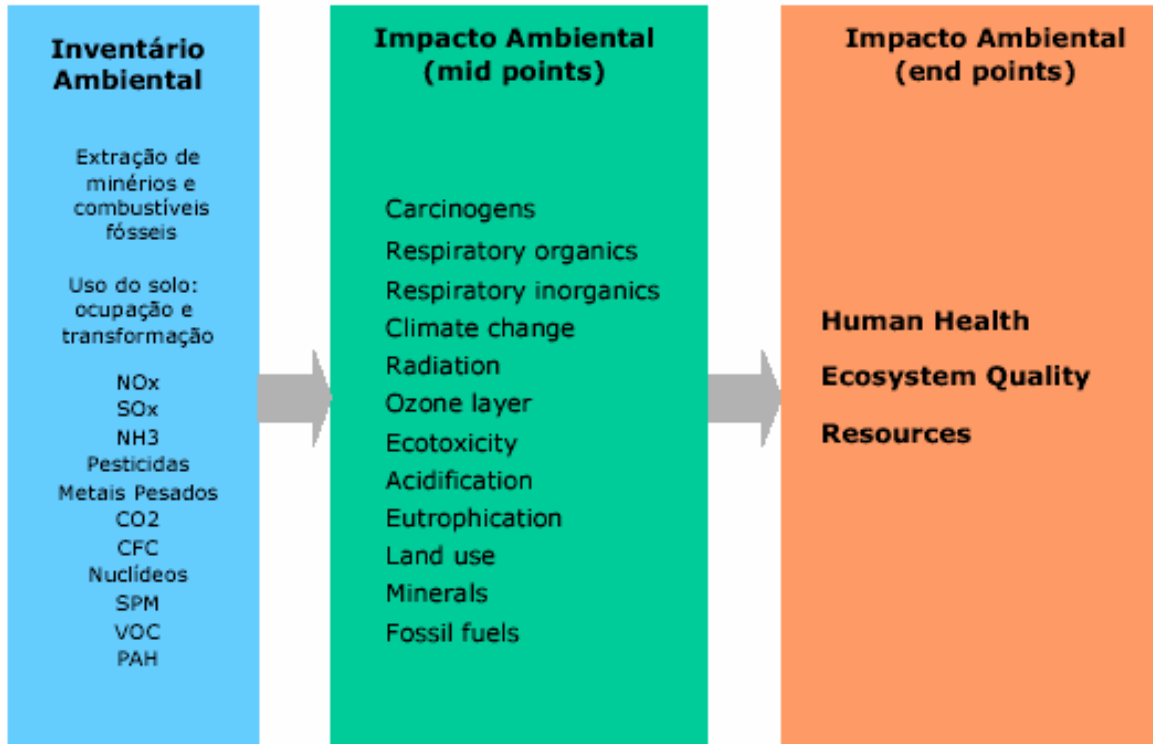 Inventário
Ambiental
Extração de
minérios e
combustíveis
fósseis
Uso do solo:
ocupação e
transformação
NOx
SOx
NH3
Pesticidas
Metais Pesados
CO2
CFC
Nuclídeos
SPM
VOC
PAH
Impacto Ambiental
(mid points)
Carcinogens
Respiratory organics
Respiratory inorganics
Climate change
Radiation
Ozone layer
Ecotoxicity
Acidification
Eutrophication
Land use
Minerals
Fossil fuels
Impacto Ambiental
(end points)
Human Health
Ecosystem Quality
Resources